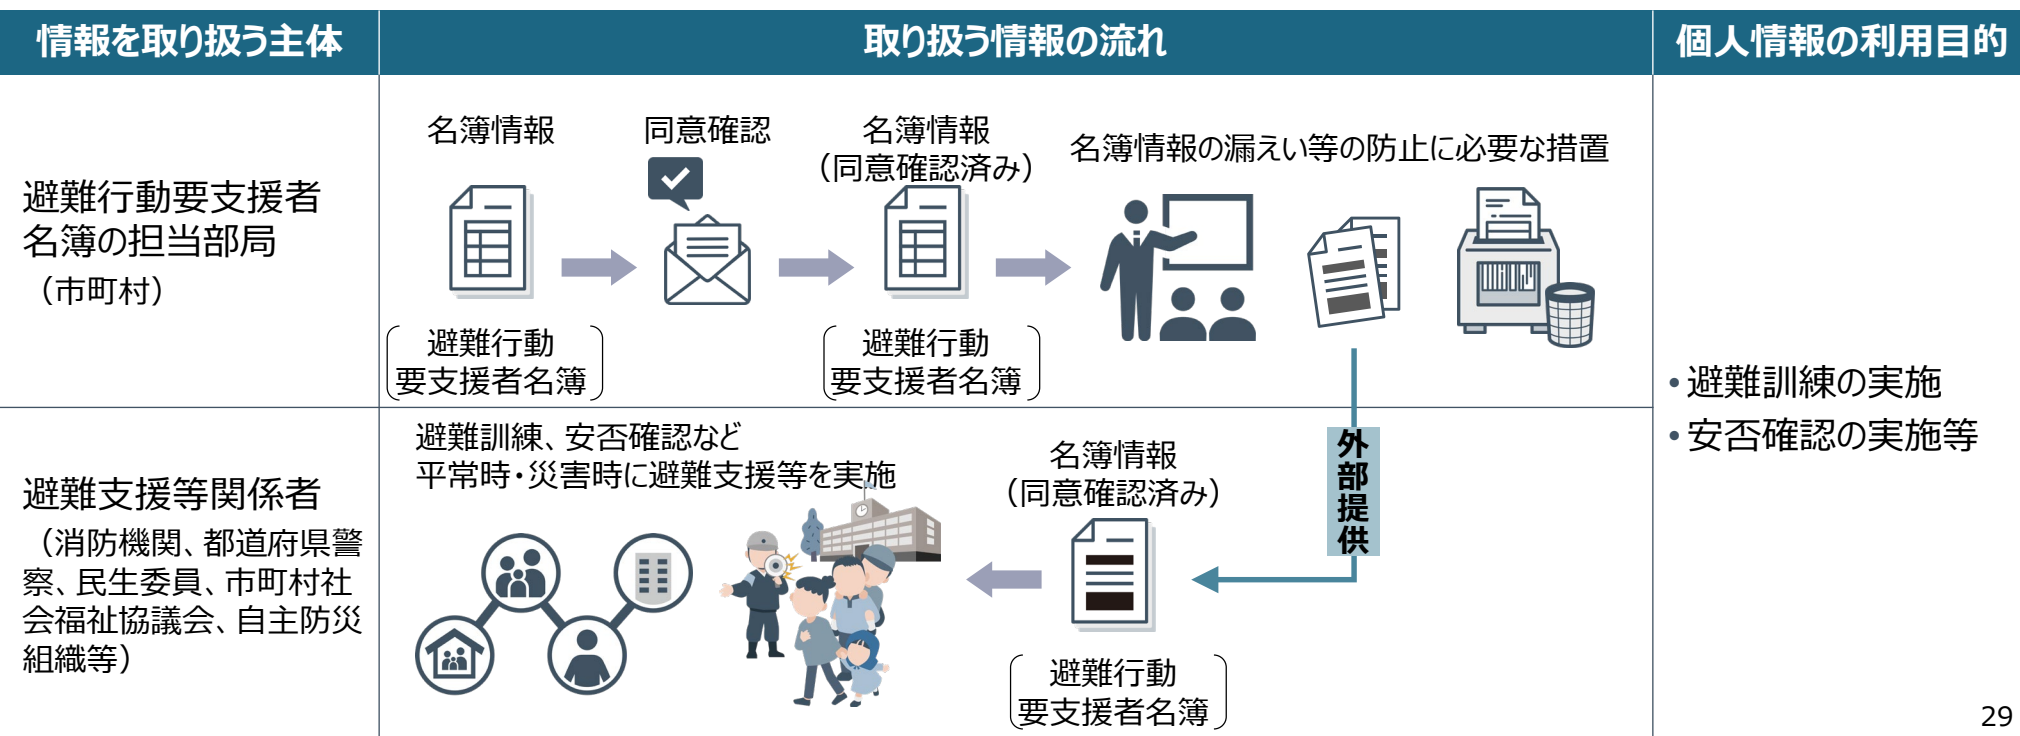 情報を取り扱う主体
取り扱う情報の流れ
個人情報の利用目的
避難行動要支援者
名簿の担当部局
（市町村）
名簿情報
同意確認
名簿情報
（同意確認済み）
名簿情報の漏えい等の防止に必要な措置
避難行動
要支援者名簿
避難行動
要支援者名簿
外部提供
避難支援等関係者
（消防機関、都道府県警
察、民生委員、市町村社
会福祉協議会、自主防災
組織等）
避難訓練、安否確認など
平常時・災害時に避難支援等を実施
名簿情報
（同意確認済み）
避難行動
要支援者名簿
•避難訓練の実施
•安否確認の実施等
29